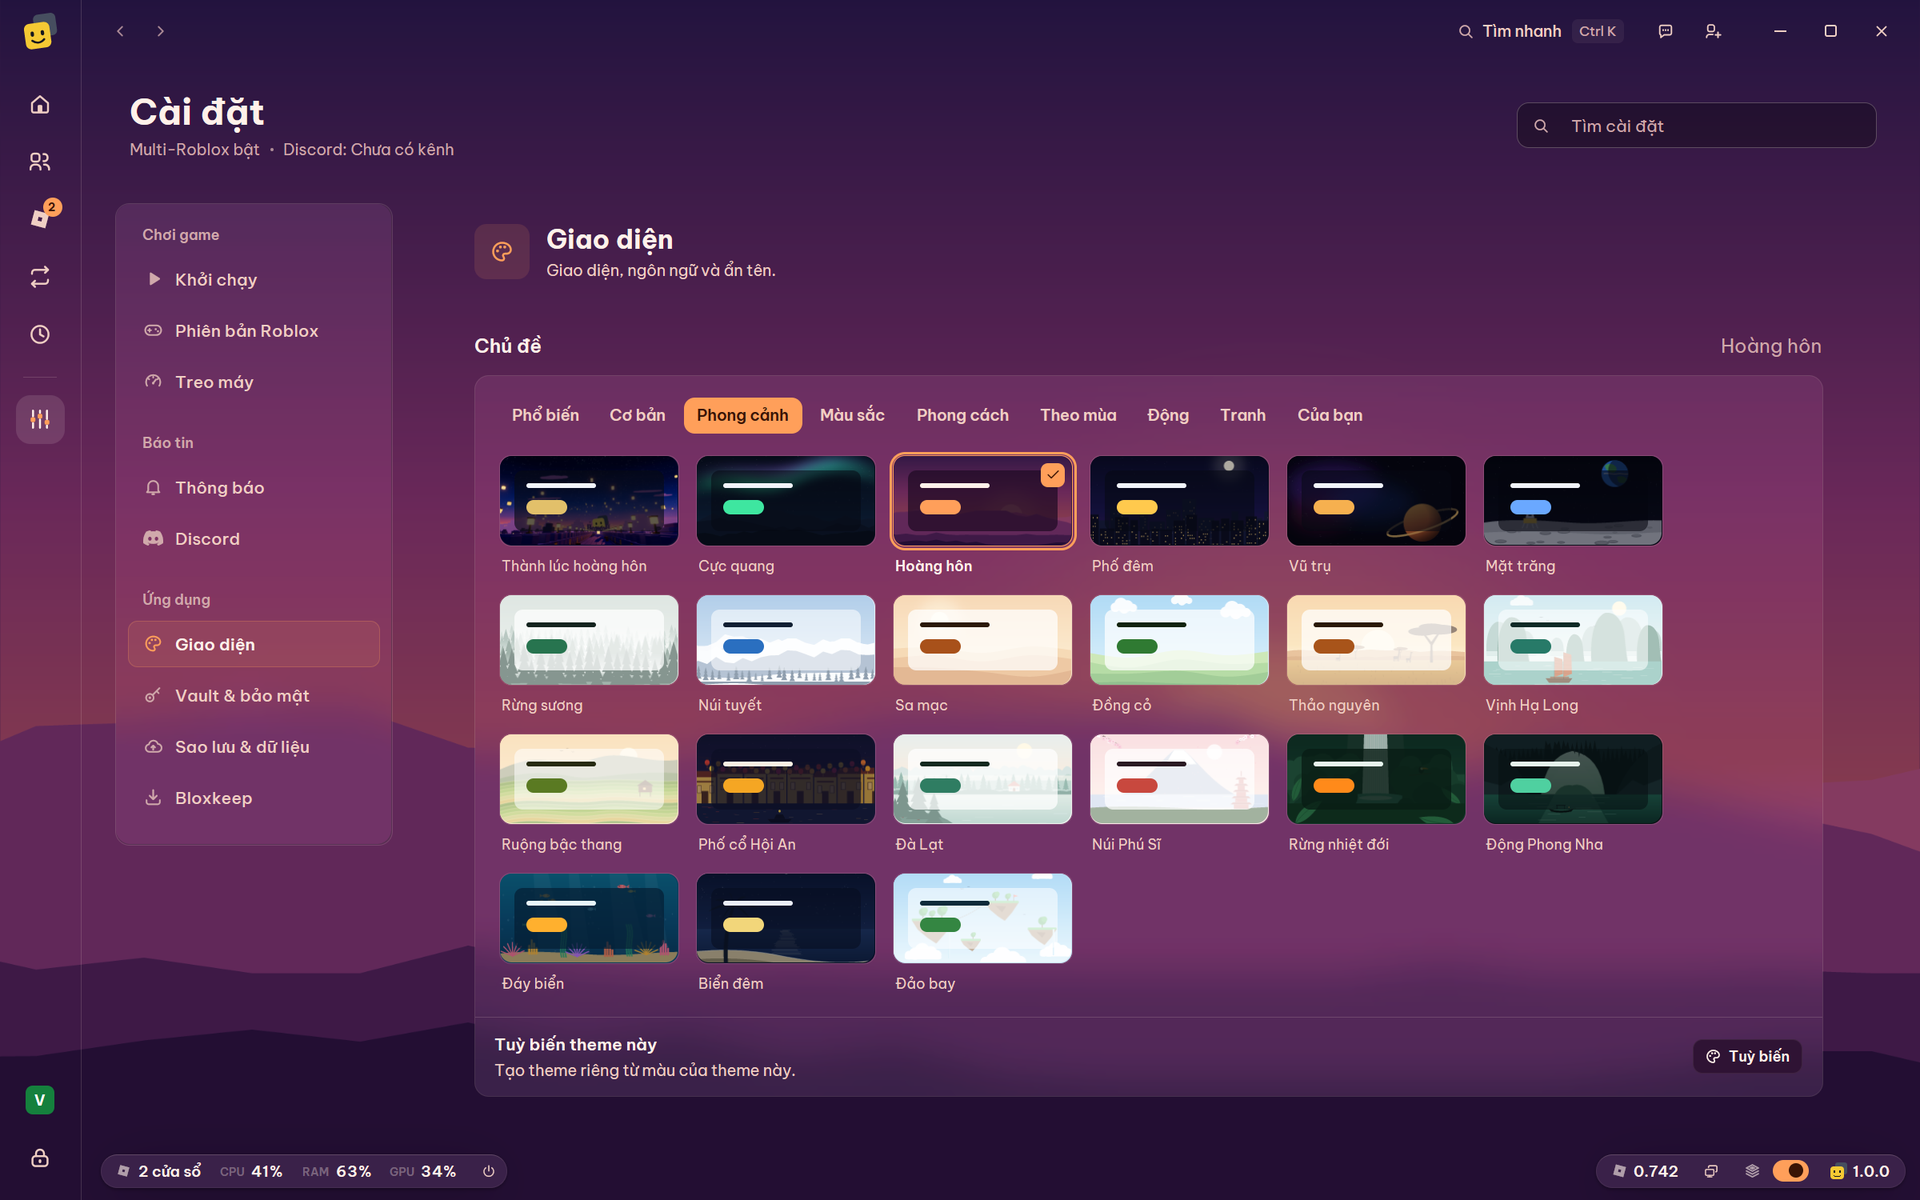 Tìm nhanh Ctrl K
Cài đặt
Multi-Roblox bật • Discord: Chưa có kênh
Tìm cài đặt
2
Chơi game
Khởi chạy
Phiên bản Roblox
Treo máy
Báo tin
Thông báo
Discord
Ứng dụng
Giao diện
Vault & bảo mật
Sao lưu & dữ liệu
Bloxkeep
Giao diện
Giao diện, ngôn ngữ và ẩn tên.
Chủ đề
Hoàng hôn
Phổ biến Cơ bản Phong cảnh Màu sắc Phong cách Theo mùa Động Tranh Của bạn
Thành lúc hoàng hôn Cực quang Hoàng hôn Phố đêm Vũ trụ Mặt trăng
Rừng sương Núi tuyết Sa mạc Đồng cỏ Thảo nguyên Vịnh Hạ Long
Ruộng bậc thang Phố cổ Hội An Đà Lạt Núi Phú Sĩ Rừng nhiệt đới Động Phong Nha
Đáy biển Biển đêm Đảo bay
Tuỳ biến theme này
Tạo theme riêng từ màu của theme này.
Tuỳ biến
V
2 cửa sổ CPU 41% RAM 63% GPU 34%
0.742 1.0.0